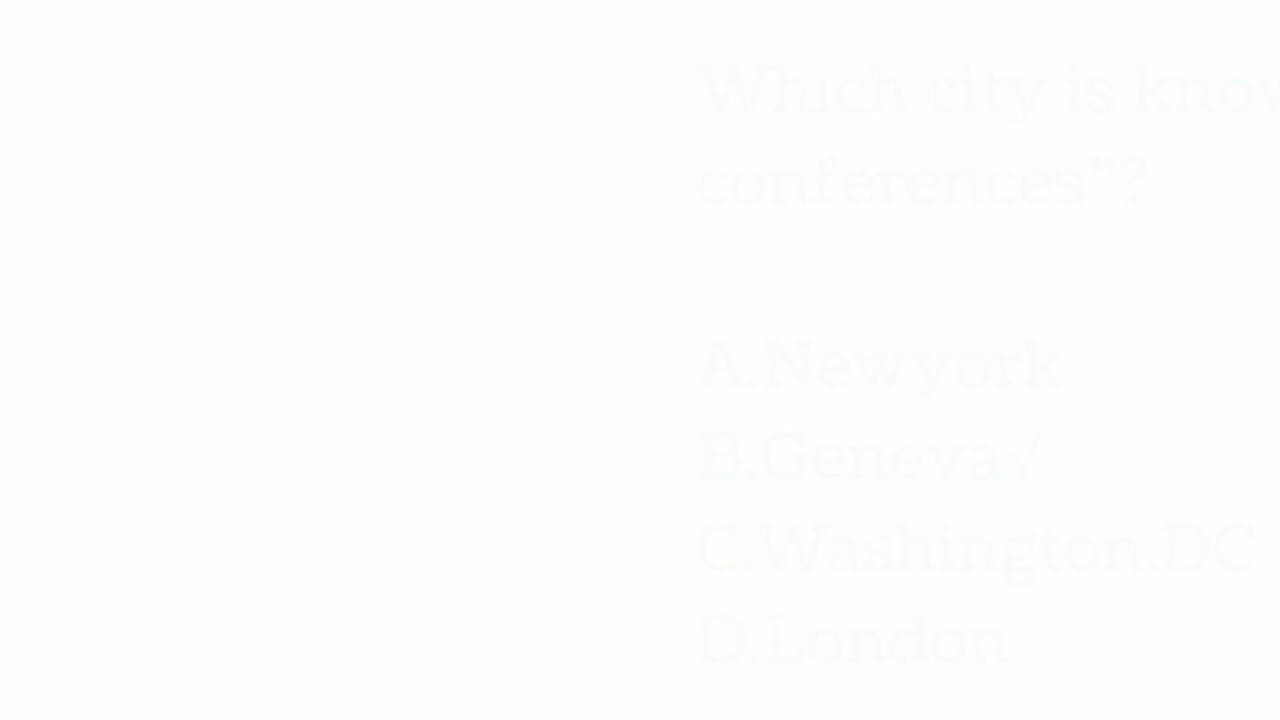 Which city is know
conferences”?
A.Newyork
B.Geneva√
C.Washington.DC
D.London